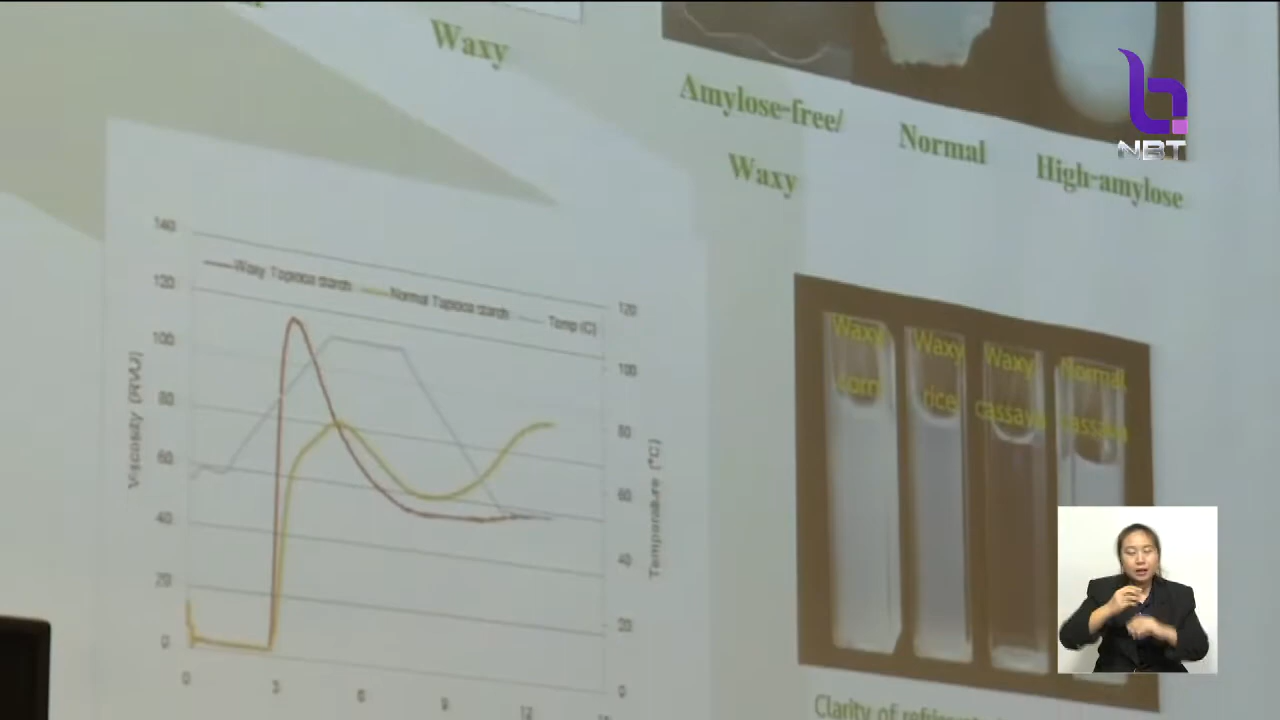 Waxy
Amylose-free/
Waxy
Normal
High-amylose
NBT
140
120
100
80
60
40
20
0
Viscosity (RVU)
Waxy Tapioca starch
Normal Tapioca starch
Temp (C)
120
100
80
60
40
20
0
Temperature (°C)
0
3
6
9
12
Waxy
corn
Waxy
rice
Waxy
cassava
Normal
cassava
Clarity of